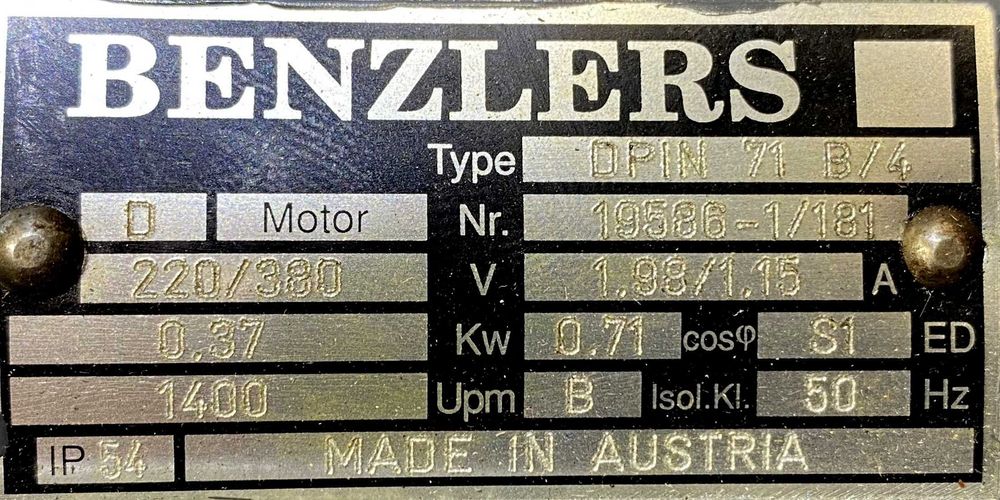 BENZLERS
Type DPIN 71 B/4
D Motor Nr. 19586-1/181
220/380 V 1.98/1.15 A
0.37 Kw 0.71 cosφ S1 ED
1400 Upm B Isol.Kl. 50 Hz
IP 54 MADE IN AUSTRIA